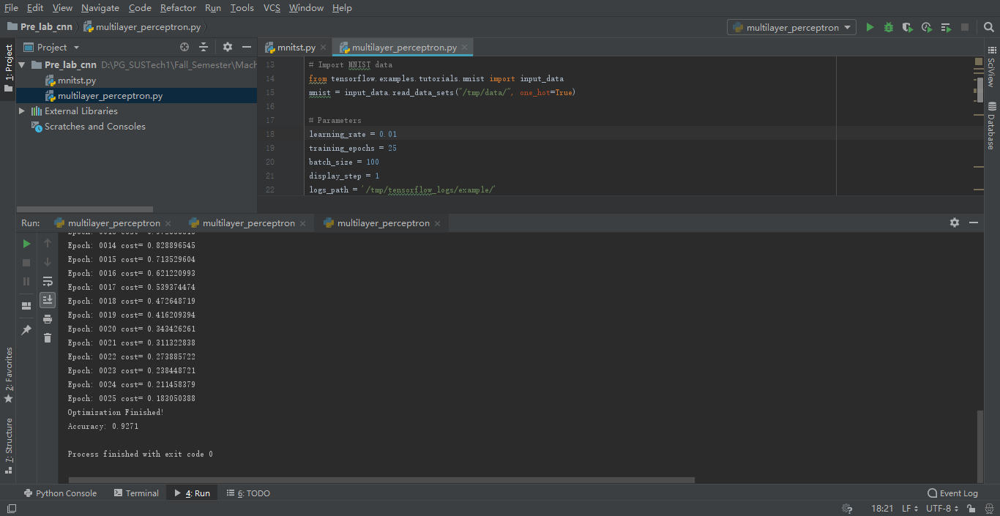 File Edit View Navigate Code Refactor Run Tools VCS Window Help
Pre_lab_cnn multilayer_perceptron.py multilayer_perceptron
1: Project
Project
Pre_lab_cnn D:\PG_SUSTech1\Fall_Semester\Mach
mnitst.py
multilayer_perceptron.py
External Libraries
Scratches and Consoles
mnitst.py multilayer_perceptron.py
13 # Import MNIST data
14 from tensorflow.examples.tutorials.mnist import input_data
15 mnist = input_data.read_data_sets("/tmp/data/", one_hot=True)
16
17 # Parameters
18 learning_rate = 0.01
19 training_epochs = 25
20 batch_size = 100
21 display_step = 1
22 logs_path = '/tmp/tensorflow_logs/example/'
SciView
Database
Run: multilayer_perceptron multilayer_perceptron multilayer_perceptron
Epoch: 0014 cost= 0.828896545
Epoch: 0015 cost= 0.713529604
Epoch: 0016 cost= 0.621220993
Epoch: 0017 cost= 0.539374474
Epoch: 0018 cost= 0.472648719
Epoch: 0019 cost= 0.416209394
Epoch: 0020 cost= 0.343426261
Epoch: 0021 cost= 0.311322838
Epoch: 0022 cost= 0.273885722
Epoch: 0023 cost= 0.238448721
Epoch: 0024 cost= 0.211458379
Epoch: 0025 cost= 0.183050388
Optimization Finished!
Accuracy: 0.9271
Process finished with exit code 0
2: Favorites
7: Structure
Python Console Terminal 4: Run 6: TODO Event Log
18:21 LF UTF-8